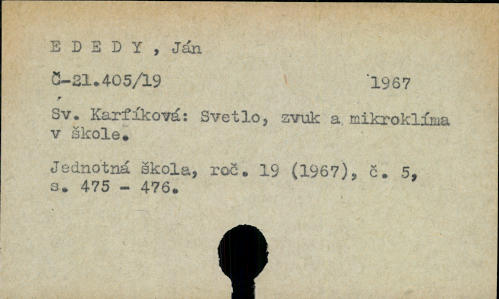 E D E D Y , Ján
Č-21.405/19 1967
Sv. Karfíková: Svetlo, zvuk a mikroklíma
v škole.
Jednotná škola, roč. 19 (1967), č. 5,
s. 475 - 476.